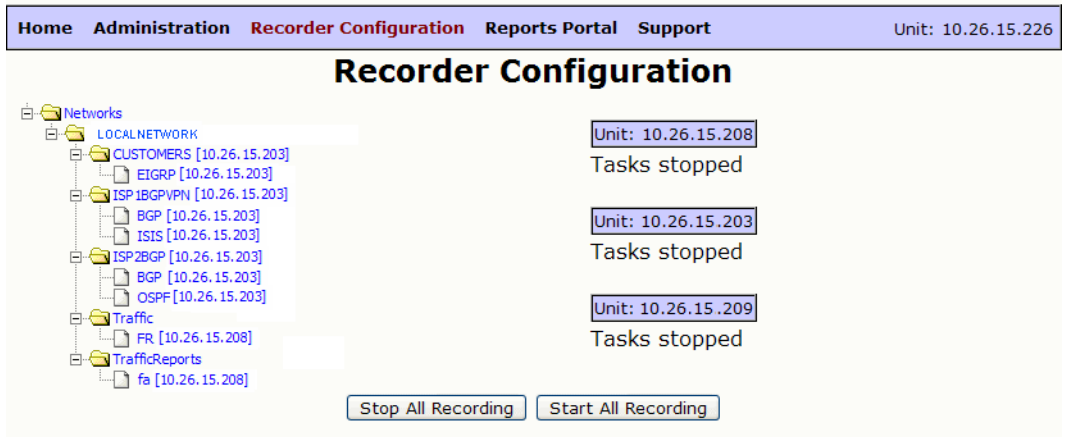 Home Administration Recorder Configuration Reports Portal Support Unit: 10.26.15.226
Recorder Configuration
Networks
LOCALNETWORK
CUSTOMERS [10.26.15.203]
EIGRP [10.26.15.203]
ISP1BGPVPN [10.26.15.203]
BGP [10.26.15.203]
ISIS [10.26.15.203]
ISP2BGP [10.26.15.203]
BGP [10.26.15.203]
OSPF [10.26.15.203]
Traffic
FR [10.26.15.208]
TrafficReports
fa [10.26.15.208]
Unit: 10.26.15.208
Tasks stopped
Unit: 10.26.15.203
Tasks stopped
Unit: 10.26.15.209
Tasks stopped
Stop All Recording Start All Recording